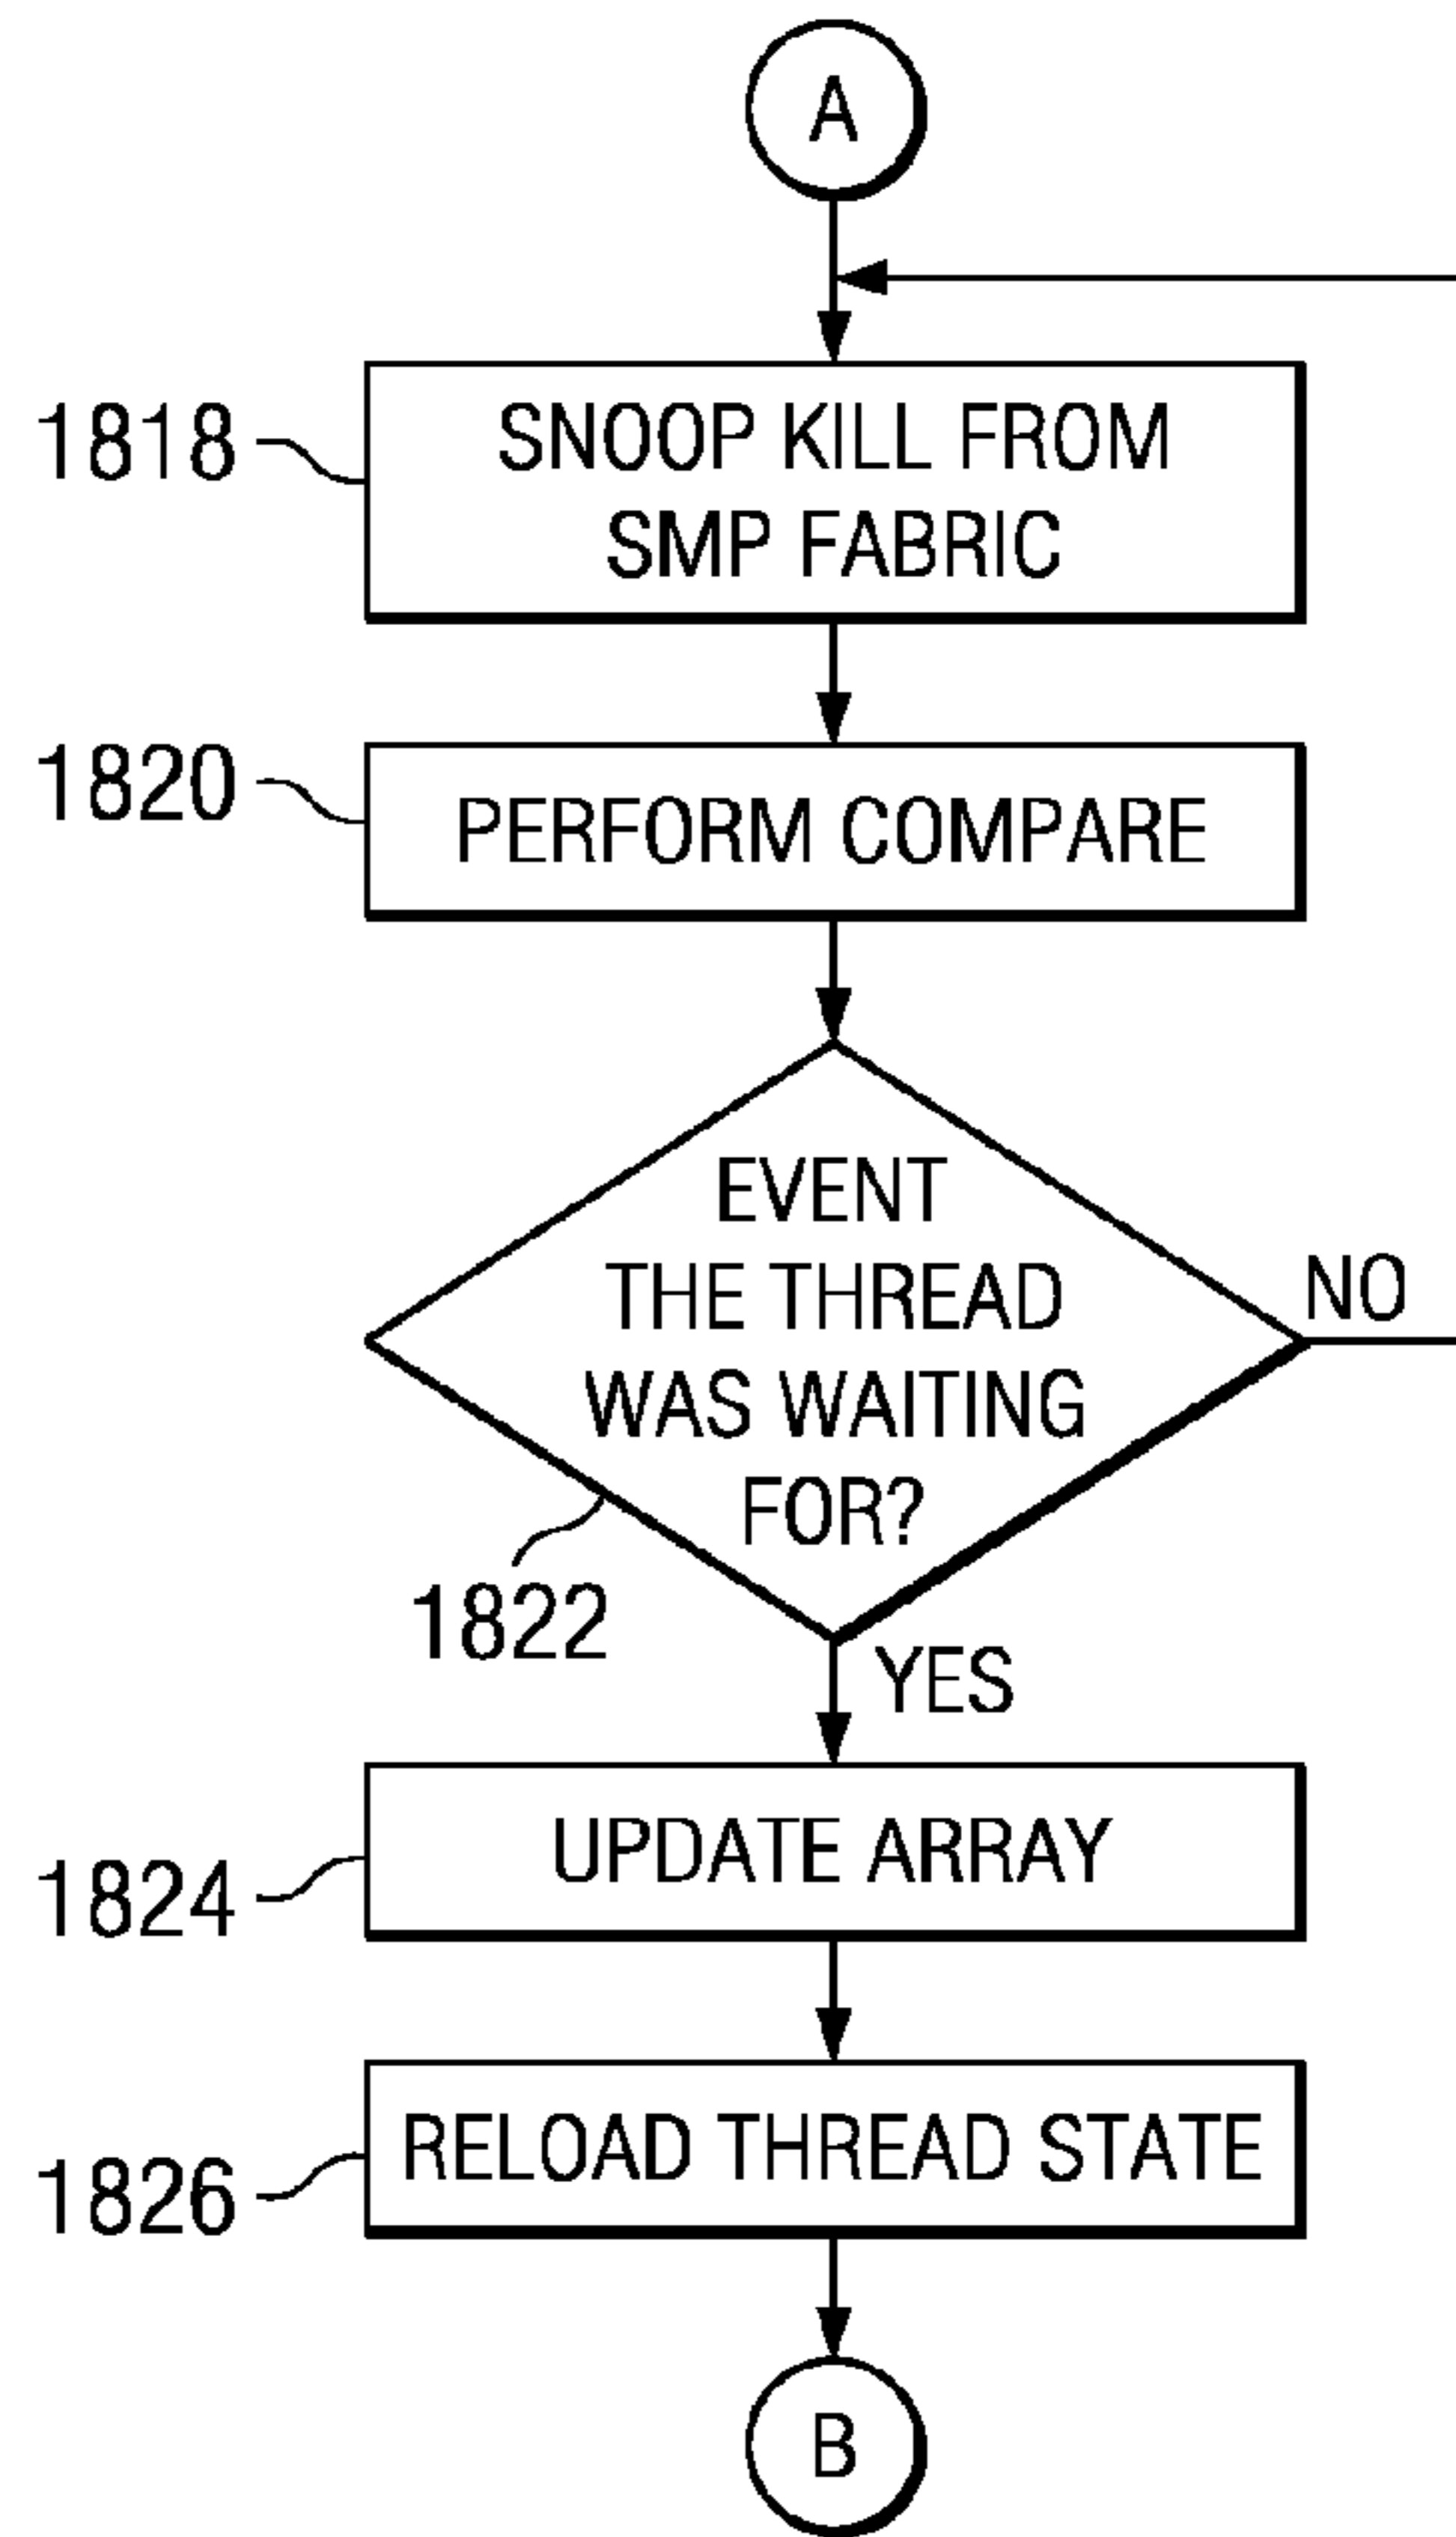 A
1818
SNOOP KILL FROM
SMP FABRIC
1820
PERFORM COMPARE
EVENT
THE THREAD
WAS WAITING
FOR?
NO
1822
YES
1824
UPDATE ARRAY
1826
RELOAD THREAD STATE
B